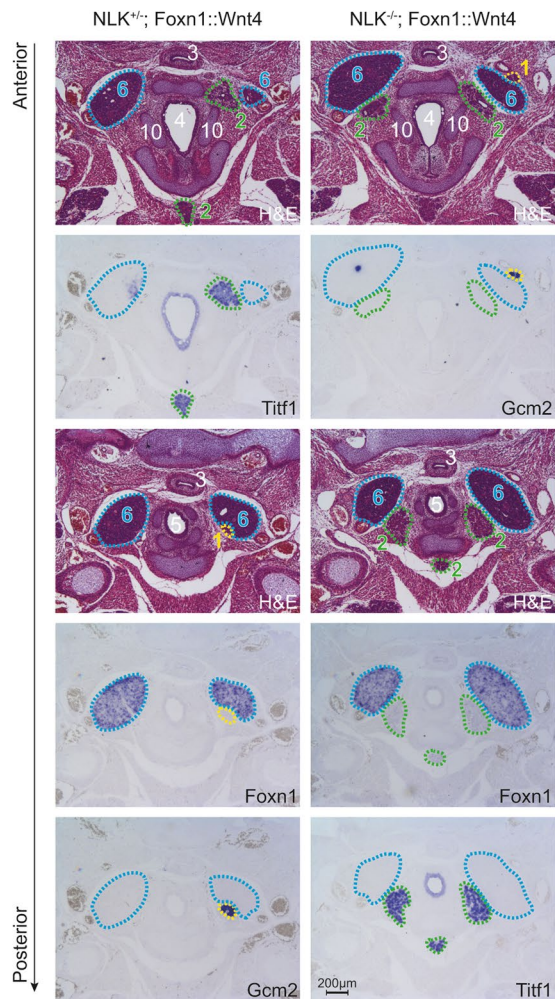 NLK+/-; Foxn1::Wnt4
NLK-/-; Foxn1::Wnt4
Anterior
3
6
6
2
10
4
10
2
H&E
3
1
6
6
10
4
10
2
2
H&E
Titf1
Gcm2
3
6
6
5
1
H&E
3
6
6
5
2
2
2
H&E
Foxn1
Foxn1
Gcm2
200µm
Titf1
Posterior